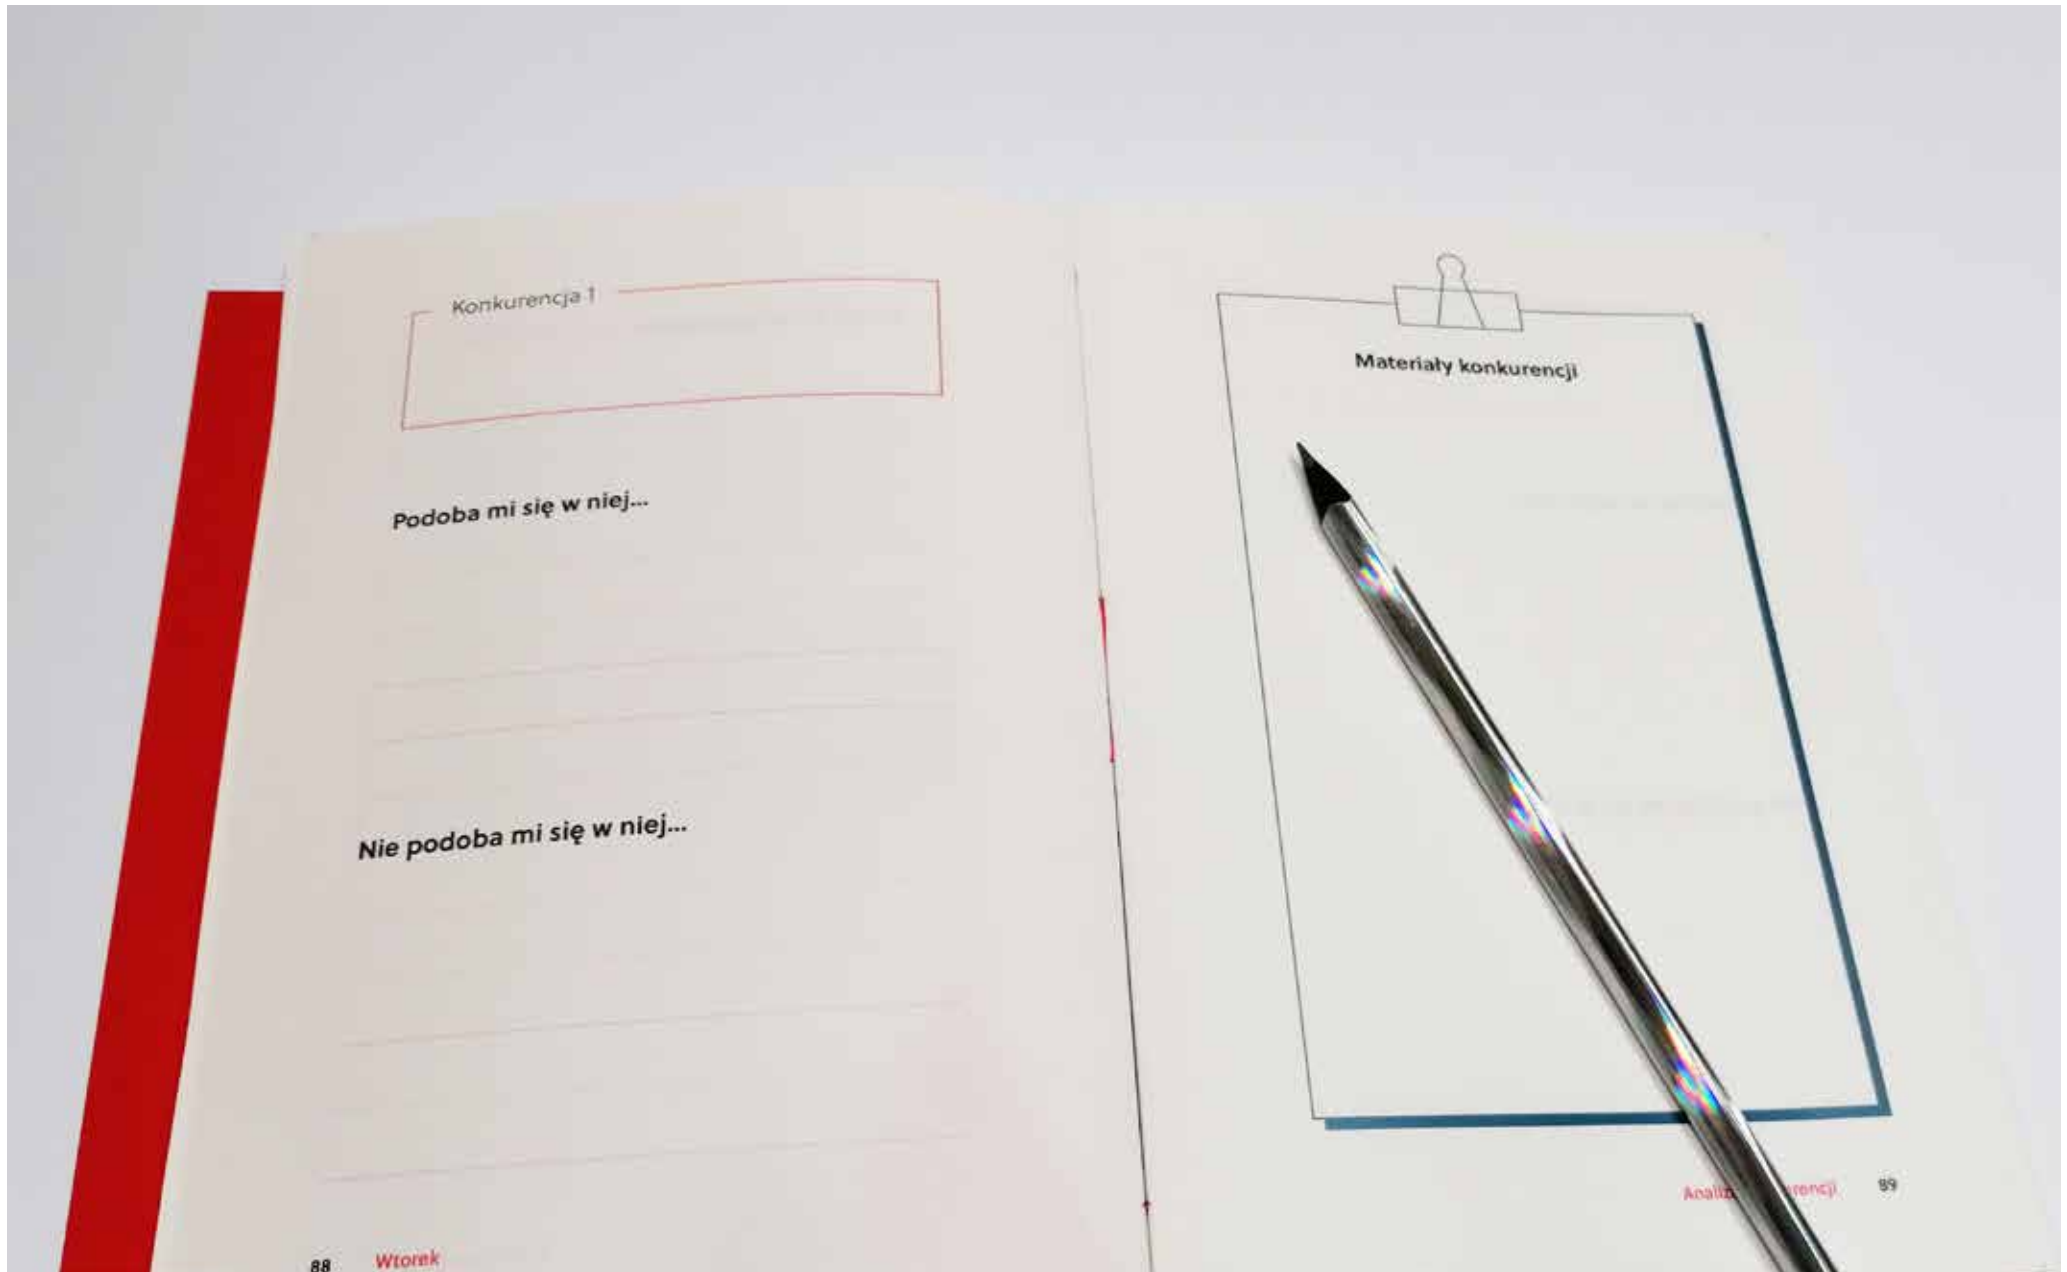 Konkurencja 1
Podoba mi się w niej...
Nie podoba mi się w niej...
88 Wtorek
Materiały konkurencji
89